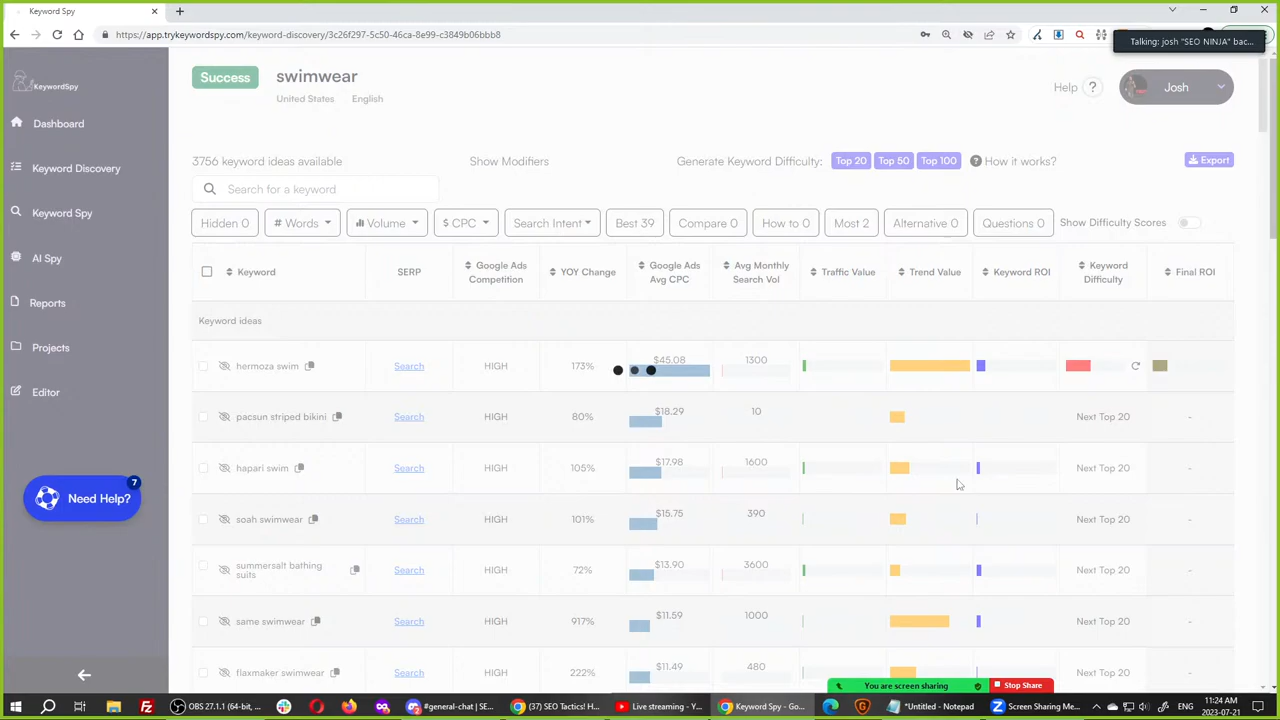 Keyword Spy
https://app.trykeywordspy.com/keyword-discovery/3c26f297-5c50-46ca-8e99-c3849b06bbb8
Talking: josh "SEO NINJA" bac...
KeywordSpy
Dashboard
Keyword Discovery
Keyword Spy
AI Spy
Reports
Projects
Editor
Need Help?
7
Success
swimwear
United States
English
Help
Josh
3756 keyword ideas available
Show Modifiers
Generate Keyword Difficulty:
Top 20
Top 50
Top 100
How it works?
Export
Search for a keyword
Hidden 0
# Words
Volume
$ CPC
Search Intent
Best 39
Compare 0
How to 0
Most 2
Alternative 0
Questions 0
Show Difficulty Scores
Keyword
SERP
Google Ads
Competition
YOY Change
Google Ads
Avg CPC
Avg Monthly
Search Vol
Traffic Value
Trend Value
Keyword ROI
Keyword
Difficulty
Final ROI
Keyword ideas
hermoza swim
Search
HIGH
173%
$45.08
1300
pacsun striped bikini
Search
HIGH
80%
$18.29
10
Next Top 20
-
hapari swim
Search
HIGH
105%
$17.98
1600
Next Top 20
-
soah swimwear
Search
HIGH
101%
$15.75
390
Next Top 20
-
summersalt bathing
suits
Search
HIGH
72%
$13.90
3600
Next Top 20
-
same swimwear
Search
HIGH
917%
$11.59
1000
Next Top 20
-
flaxmaker swimwear
Search
HIGH
222%
$11.49
480
Next Top 20
-
You are screen sharing
Stop Share
OBS 27.1.1 (64-bit, ...
#general-chat | SE...
(37) SEO Tactics3 H...
Live streaming - Y...
Keyword Spy - Go...
*Untitled - Notepad
Screen Sharing Me...
11:24 AM
2023-07-21